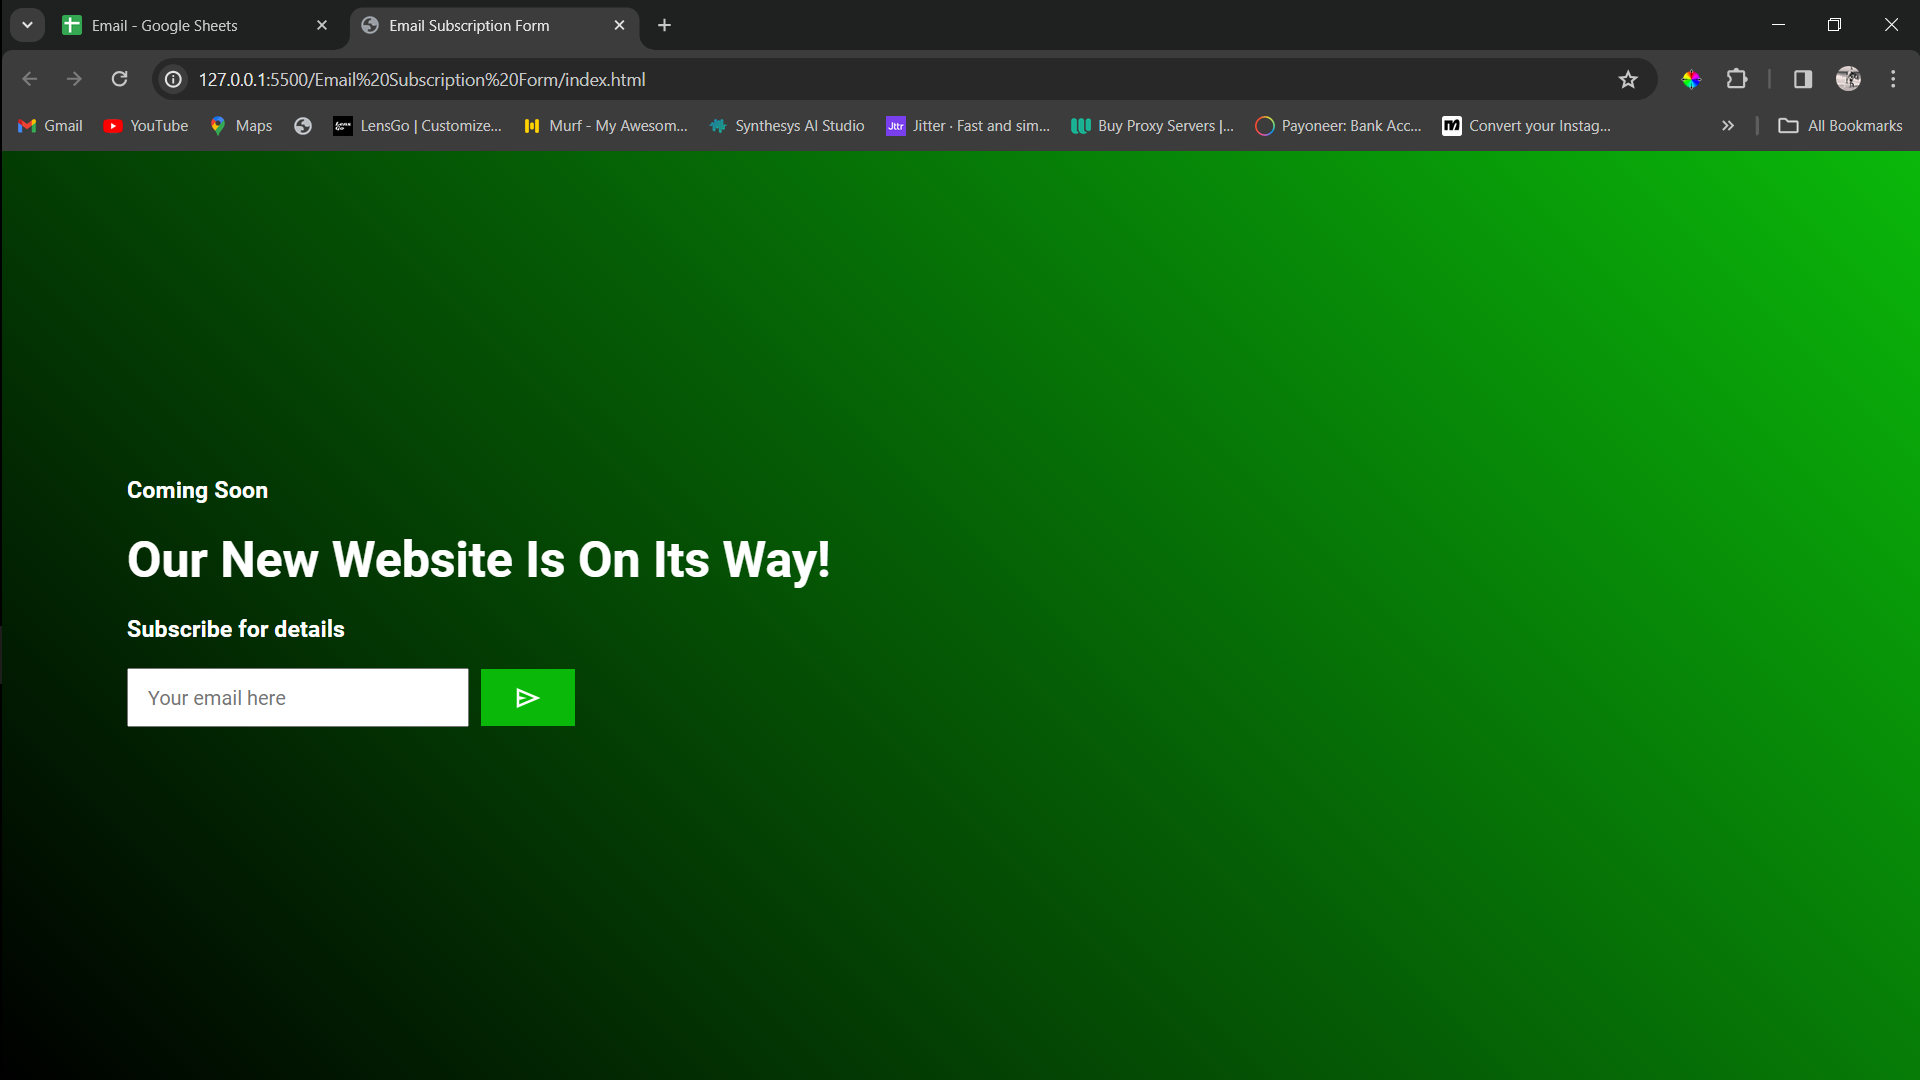 Email - Google Sheets
Email Subscription Form
127.0.0.1:5500/Email%20Subscription%20Form/index.html
Gmail
YouTube
Maps
Lens Go
LensGo | Customize...
Murf - My Awesom...
Synthesys AI Studio
Jttr
Jitter · Fast and sim...
Buy Proxy Servers |...
Payoneer: Bank Acc...
Convert your Instag...
All Bookmarks
Coming Soon
Our New Website Is On Its Way!
Subscribe for details
Your email here